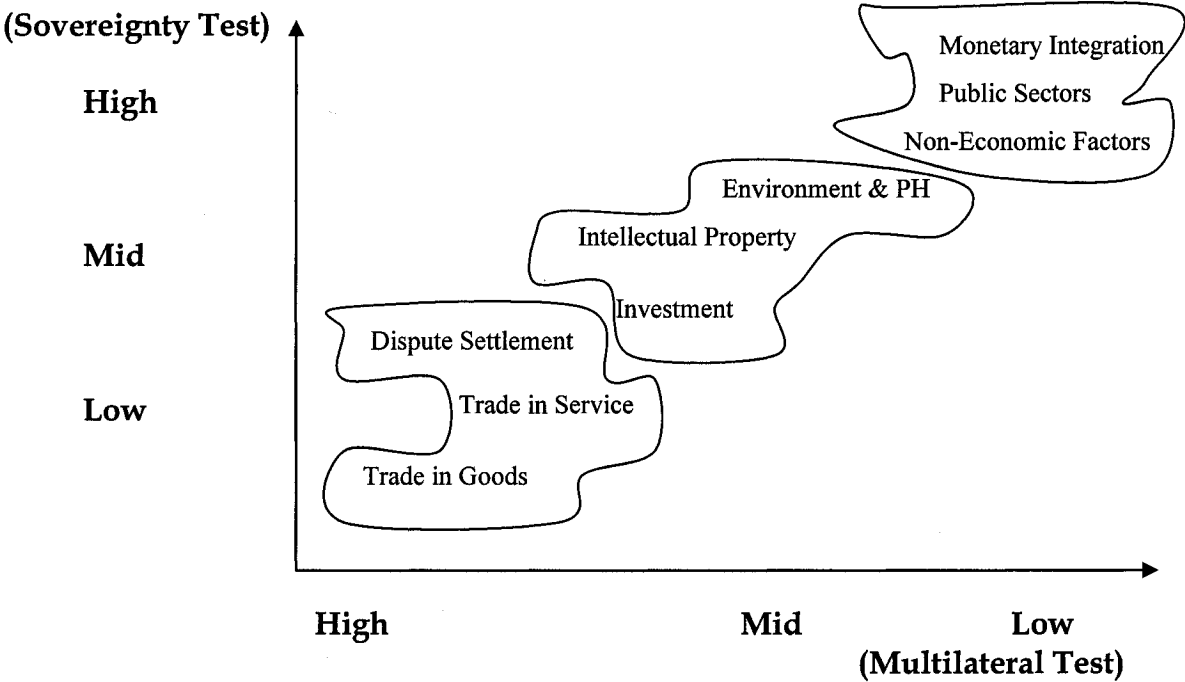 (Sovereignty Test)
Monetary Integration
High
Public Sectors
Non-Economic Factors
Environment & PH
Intellectual Property
Mid
Investment
Dispute Settlement
Low
Trade in Service
Trade in Goods
High Mid Low
(Multilateral Test)